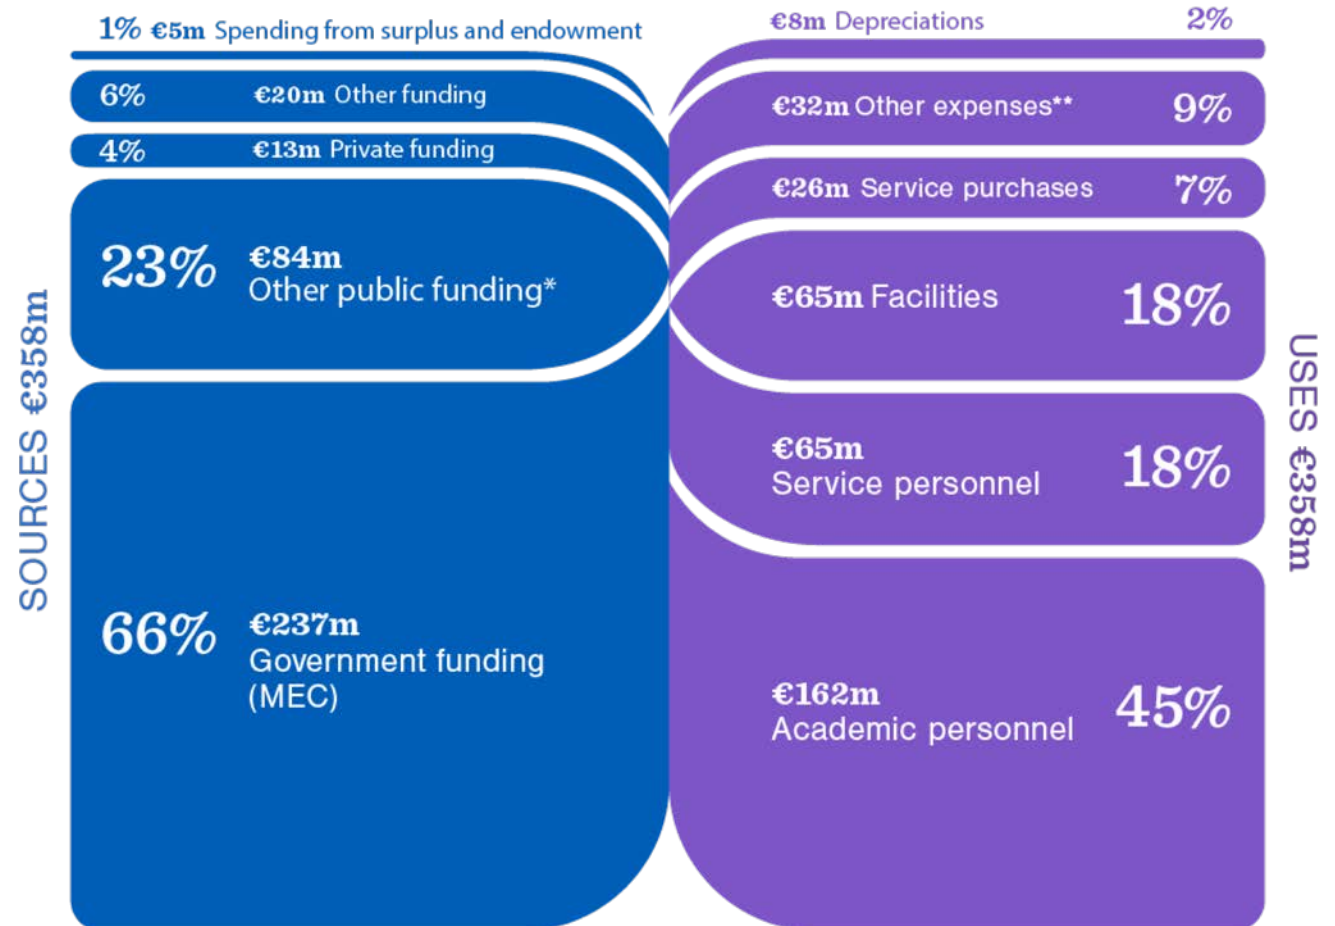 SOURCES €358m
1% €5m Spending from surplus and endowment
6% €20m Other funding
4% €13m Private funding
23% €84m
Other public funding*
66% €237m
Government funding
(MEC)
€8m Depreciations 2%
€32m Other expenses** 9%
€26m Service purchases 7%
€65m Facilities 18%
€65m
Service personnel 18%
€162m
Academic personnel 45%
USES €358m